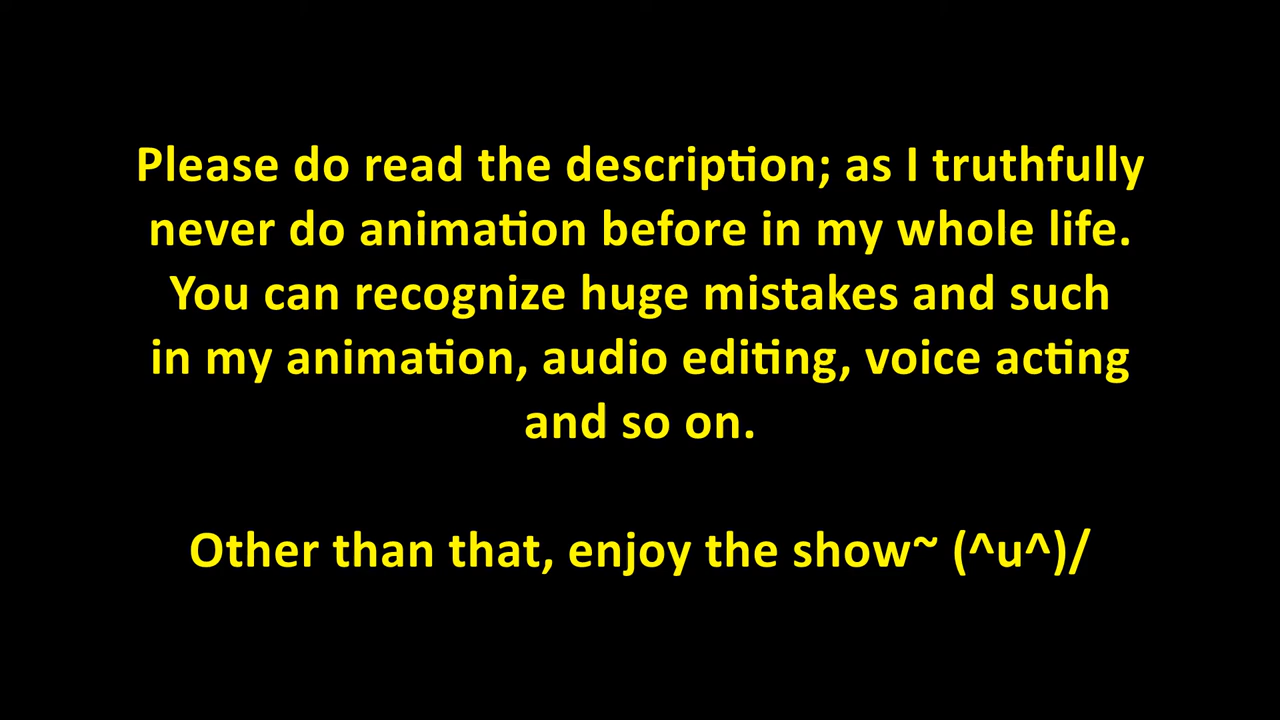 Please do read the description; as I truthfully
never do animation before in my whole life.
You can recognize huge mistakes and such
in my animation, audio editing, voice acting
and so on.
Other than that, enjoy the show~ (^u^)/